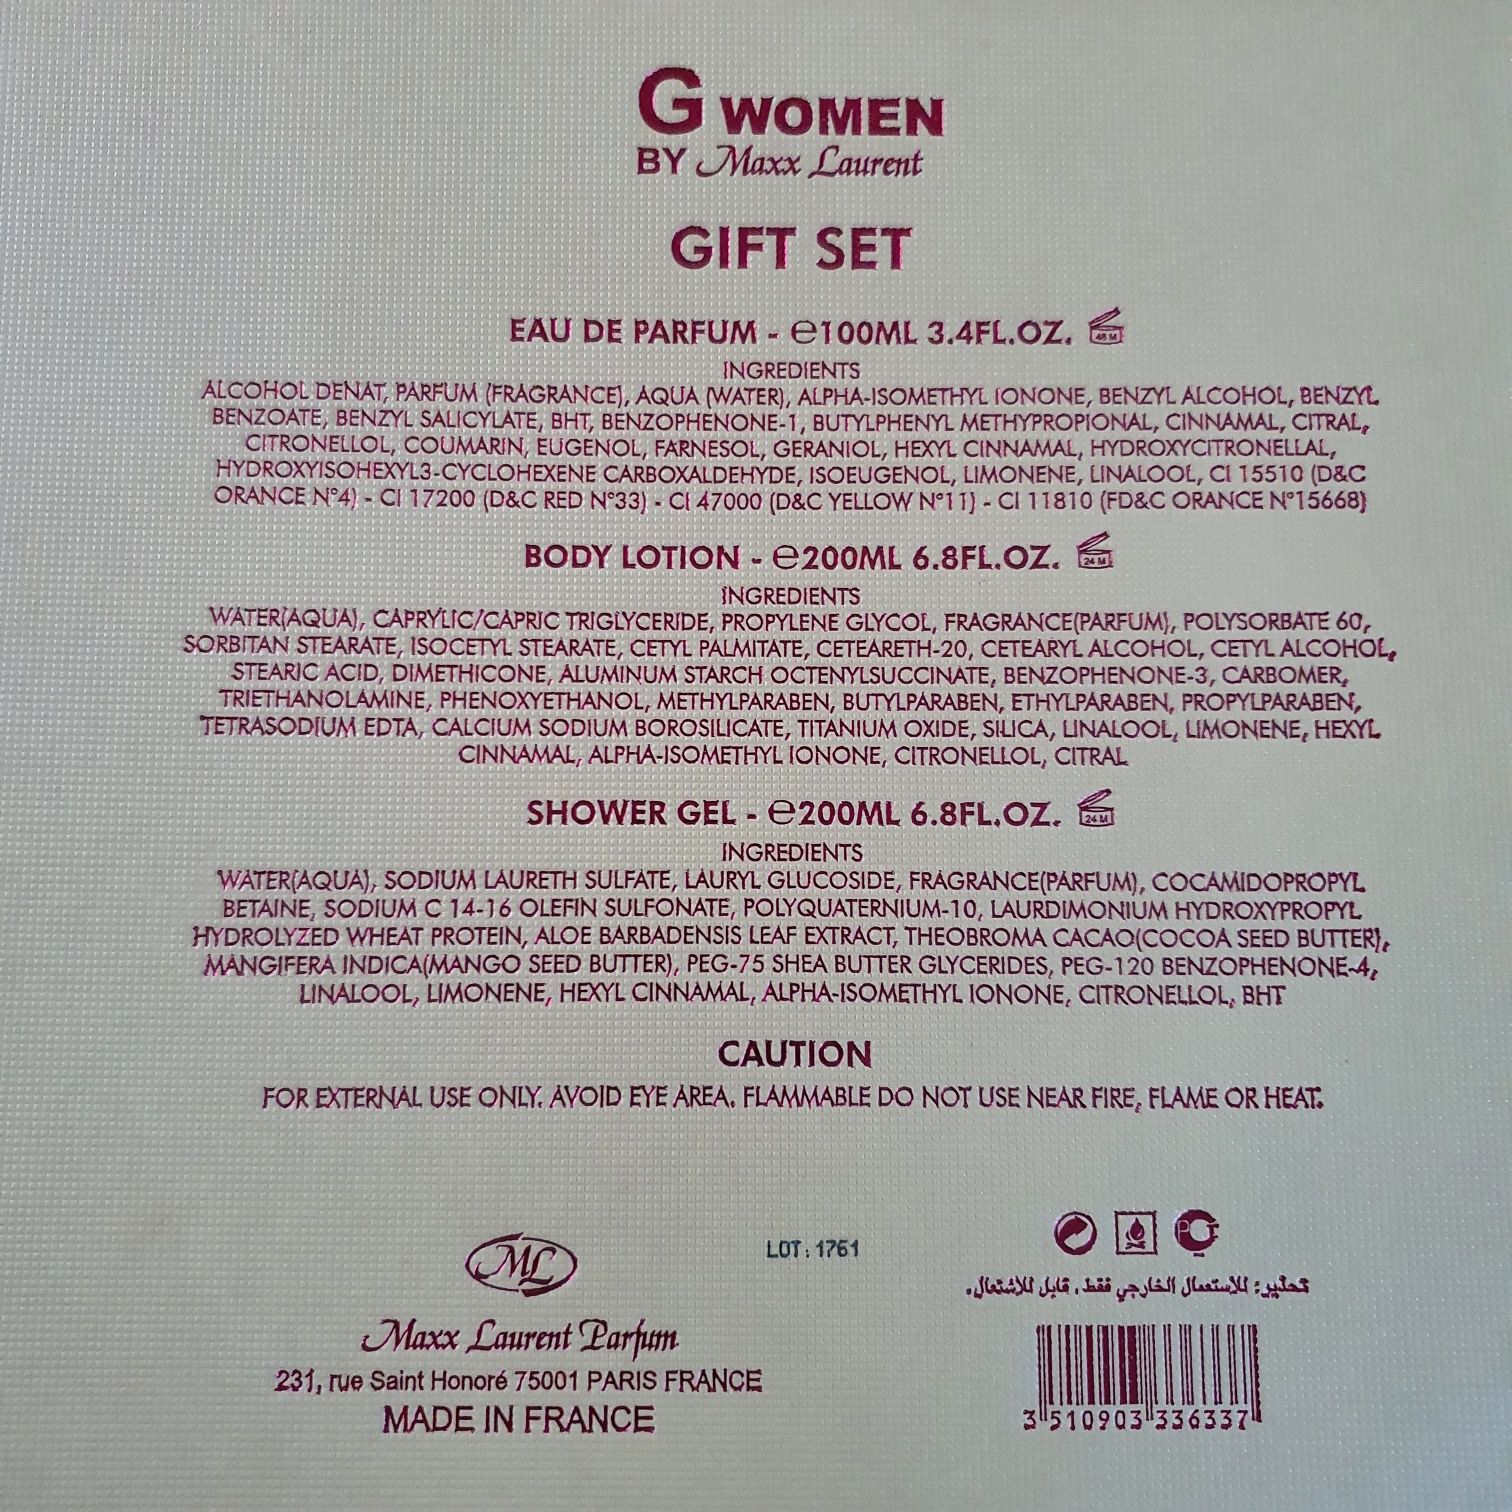 G WOMEN
BY Maxx Laurent
GIFT SET
EAU DE PARFUM - ℮100ML 3.4FL.OZ. 48 M
INGREDIENTS
ALCOHOL DENAT, PARFUM (FRAGRANCE), AQUA (WATER), ALPHA-ISOMETHYL IONONE, BENZYL ALCOHOL, BENZYL
BENZOATE, BENZYL SALICYLATE, BHT, BENZOPHENONE-1, BUTYLPHENYL METHYPROPIONAL, CINNAMAL, CITRAL,
CITRONELLOL, COUMARIN, EUGENOL, FARNESOL, GERANIOL, HEXYL CINNAMAL, HYDROXYCITRONELLAL,
HYDROXYISOHEXYL3-CYCLOHEXENE CARBOXALDEHYDE, ISOEUGENOL, LIMONENE, LINALOOL, CI 15510 (D&C
ORANCE N°4) - CI 17200 (D&C RED N°33) - CI 47000 (D&C YELLOW N°11) - CI 11810 (FD&C ORANCE N°15668)
BODY LOTION - ℮200ML 6.8FL.OZ. 24 M
INGREDIENTS
WATER(AQUA), CAPRYLIC/CAPRIC TRIGLYCERIDE, PROPYLENE GLYCOL, FRAGRANCE(PARFUM), POLYSORBATE 60,
SORBITAN STEARATE, ISOCETYL STEARATE, CETYL PALMITATE, CETEARETH-20, CETEARYL ALCOHOL, CETYL ALCOHOL,
STEARIC ACID, DIMETHICONE, ALUMINUM STARCH OCTENYLSUCCINATE, BENZOPHENONE-3, CARBOMER,
TRIETHANOLAMINE, PHENOXYETHANOL, METHYLPARABEN, BUTYLPARABEN, ETHYLPARABEN, PROPYLPARABEN,
TETRASODIUM EDTA, CALCIUM SODIUM BOROSILICATE, TITANIUM OXIDE, SILICA, LINALOOL, LIMONENE, HEXYL
CINNAMAL, ALPHA-ISOMETHYL IONONE, CITRONELLOL, CITRAL
SHOWER GEL - ℮200ML 6.8FL.OZ. 24 M
INGREDIENTS
WATER(AQUA), SODIUM LAURETH SULFATE, LAURYL GLUCOSIDE, FRAGRANCE(PARFUM), COCAMIDOPROPYL
BETAINE, SODIUM C 14-16 OLEFIN SULFONATE, POLYQUATERNIUM-10, LAURDIMONIUM HYDROXYPROPYL
HYDROLYZED WHEAT PROTEIN, ALOE BARBADENSIS LEAF EXTRACT, THEOBROMA CACAO(COCOA SEED BUTTER),
MANGIFERA INDICA(MANGO SEED BUTTER), PEG-75 SHEA BUTTER GLYCERIDES, PEG-120 BENZOPHENONE-4,
LINALOOL, LIMONENE, HEXYL CINNAMAL, ALPHA-ISOMETHYL IONONE, CITRONELLOL, BHT
CAUTION
FOR EXTERNAL USE ONLY. AVOID EYE AREA. FLAMMABLE DO NOT USE NEAR FIRE, FLAME OR HEAT.
ML
LOT: 1761
Maxx Laurent Parfum
231, rue Saint Honoré 75001 PARIS FRANCE
MADE IN FRANCE
PCT
تحذير: للاستعمال الخارجي فقط، قابل للاشتعال.
3 510903 336337